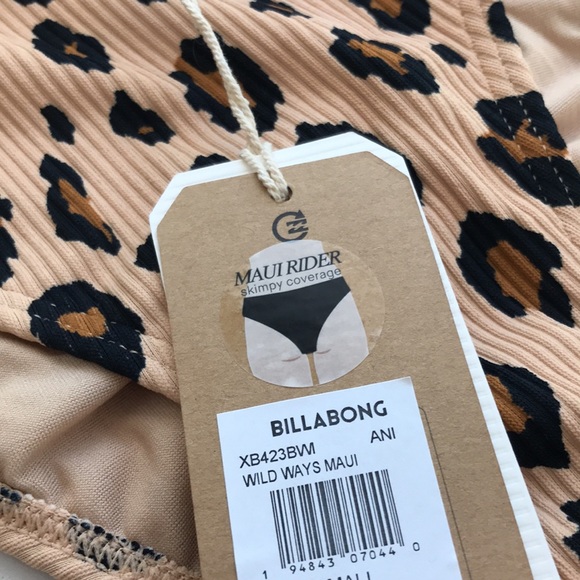 MAUI RIDER
skimpy coverage
BILLABONG
XB423BWI ANI
WILD WAYS MAUI
1 94843 07044 0